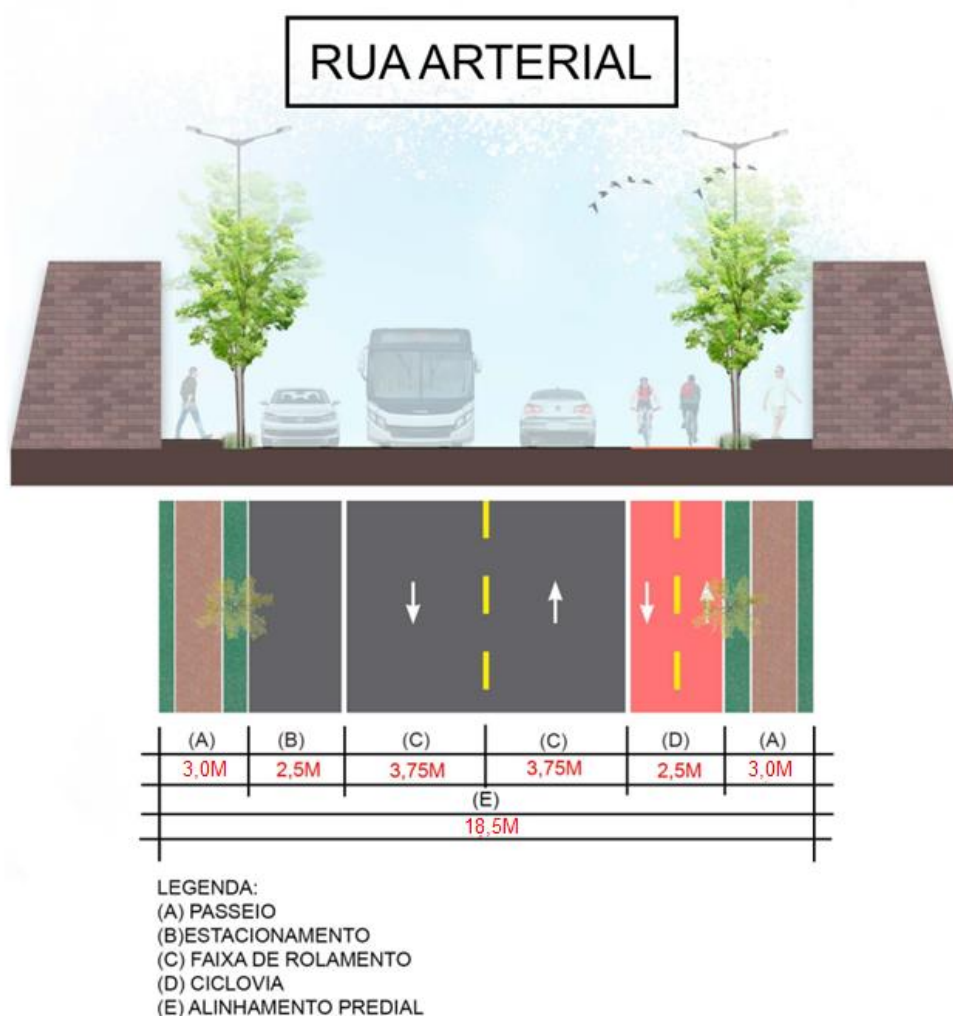 RUA ARTERIAL
(A) (B) (C) (C) (D) (A)
3,0M 2,5M 3,75M 3,75M 2,5M 3,0M
(E)
18,5M
LEGENDA:
(A) PASSEIO
(B)ESTACIONAMENTO
(C) FAIXA DE ROLAMENTO
(D) CICLOVIA
(E) ALINHAMENTO PREDIAL